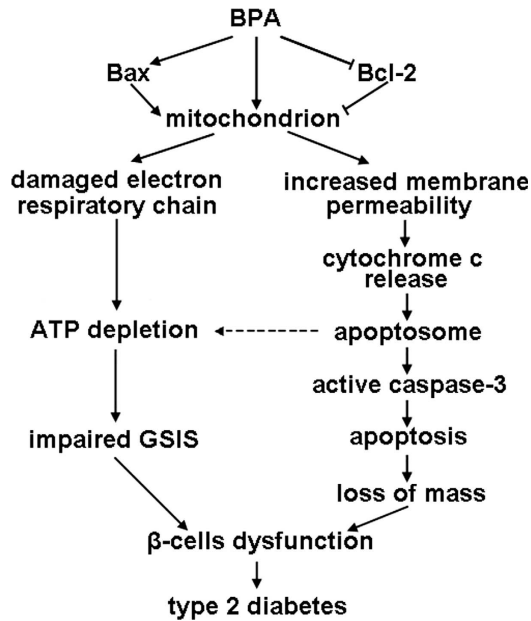 BPA
Bax
Bcl-2
mitochondrion
damaged electron
respiratory chain
increased membrane
permeability
cytochrome c
release
ATP depletion
apoptosome
active caspase-3
impaired GSIS
apoptosis
loss of mass
β-cells dysfunction
type 2 diabetes